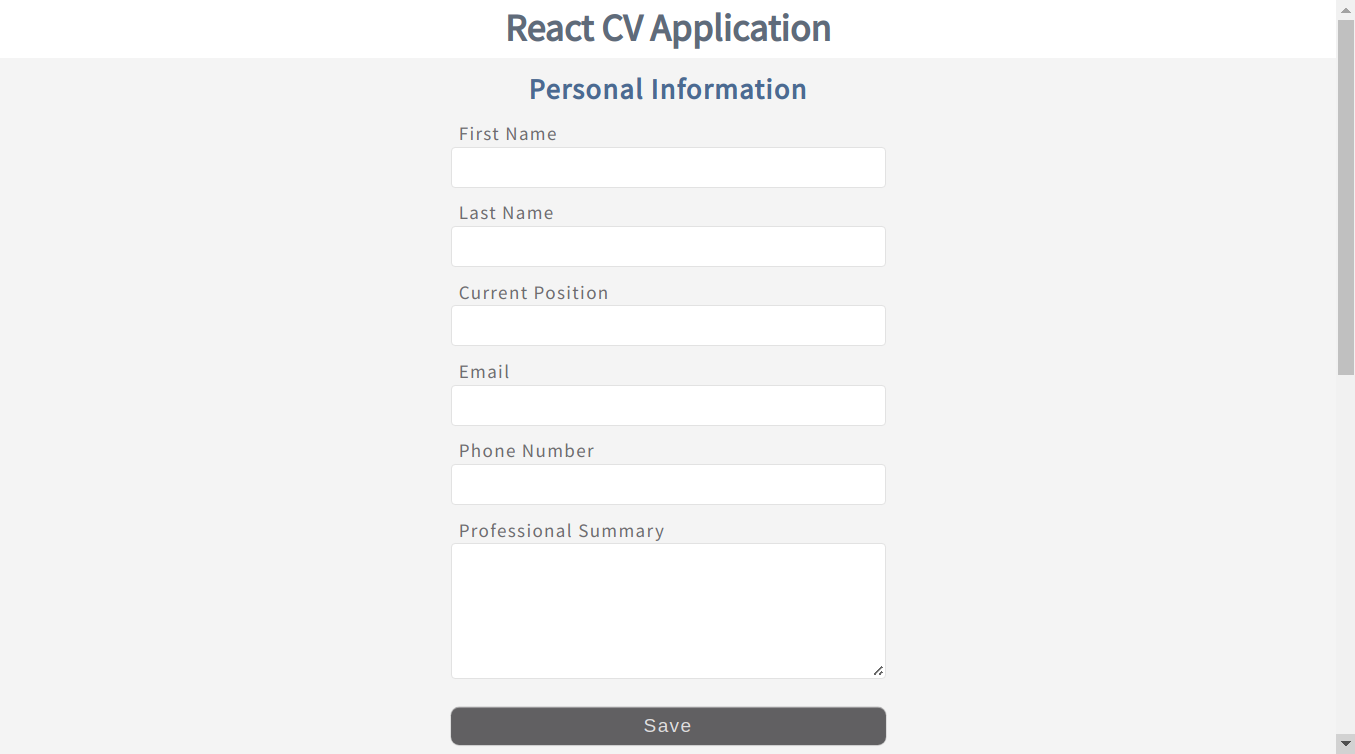 React CV Application
Personal Information
First Name
Last Name
Current Position
Email
Phone Number
Professional Summary
Save